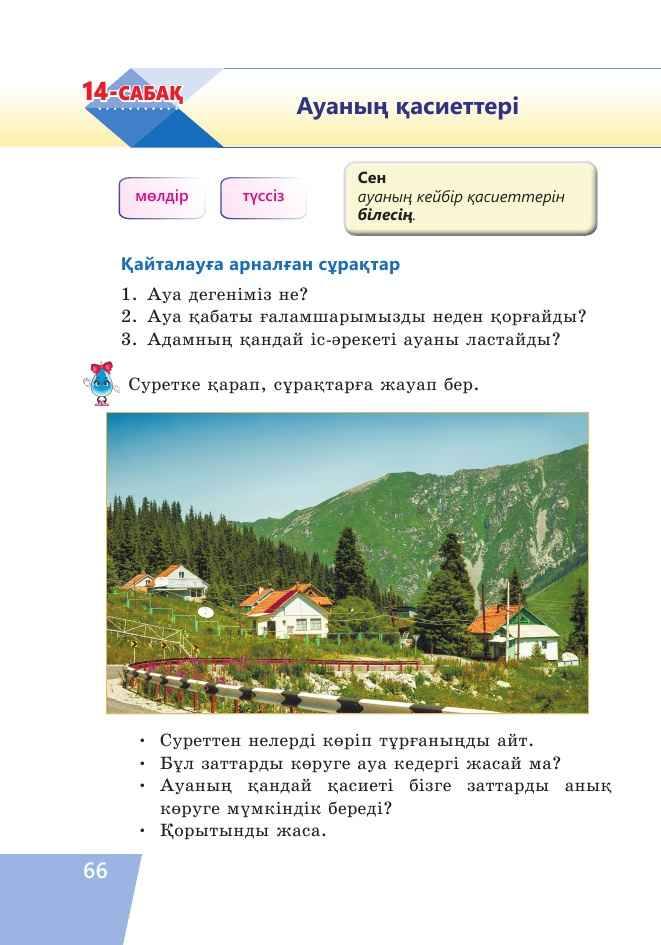 14-САБАҚ
Ауаның қасиеттері
мөлдір
түссіз
Сен
ауаның кейбір қасиеттерін
білесің.
Қайталауға арналған сұрақтар
1. Ауа дегеніміз не?
2. Ауа қабаты ғаламшарымызды неден қорғайды?
3. Адамның қандай іс-әрекеті ауаны ластайды?
Суретке қарап, сұрақтарға жауап бер.
• Суреттен нелерді көріп тұрғаныңды айт.
• Бұл заттарды көруге ауа кедергі жасай ма?
• Ауаның қандай қасиеті бізге заттарды анық
көруге мүмкіндік береді?
• Қорытынды жаса.
66